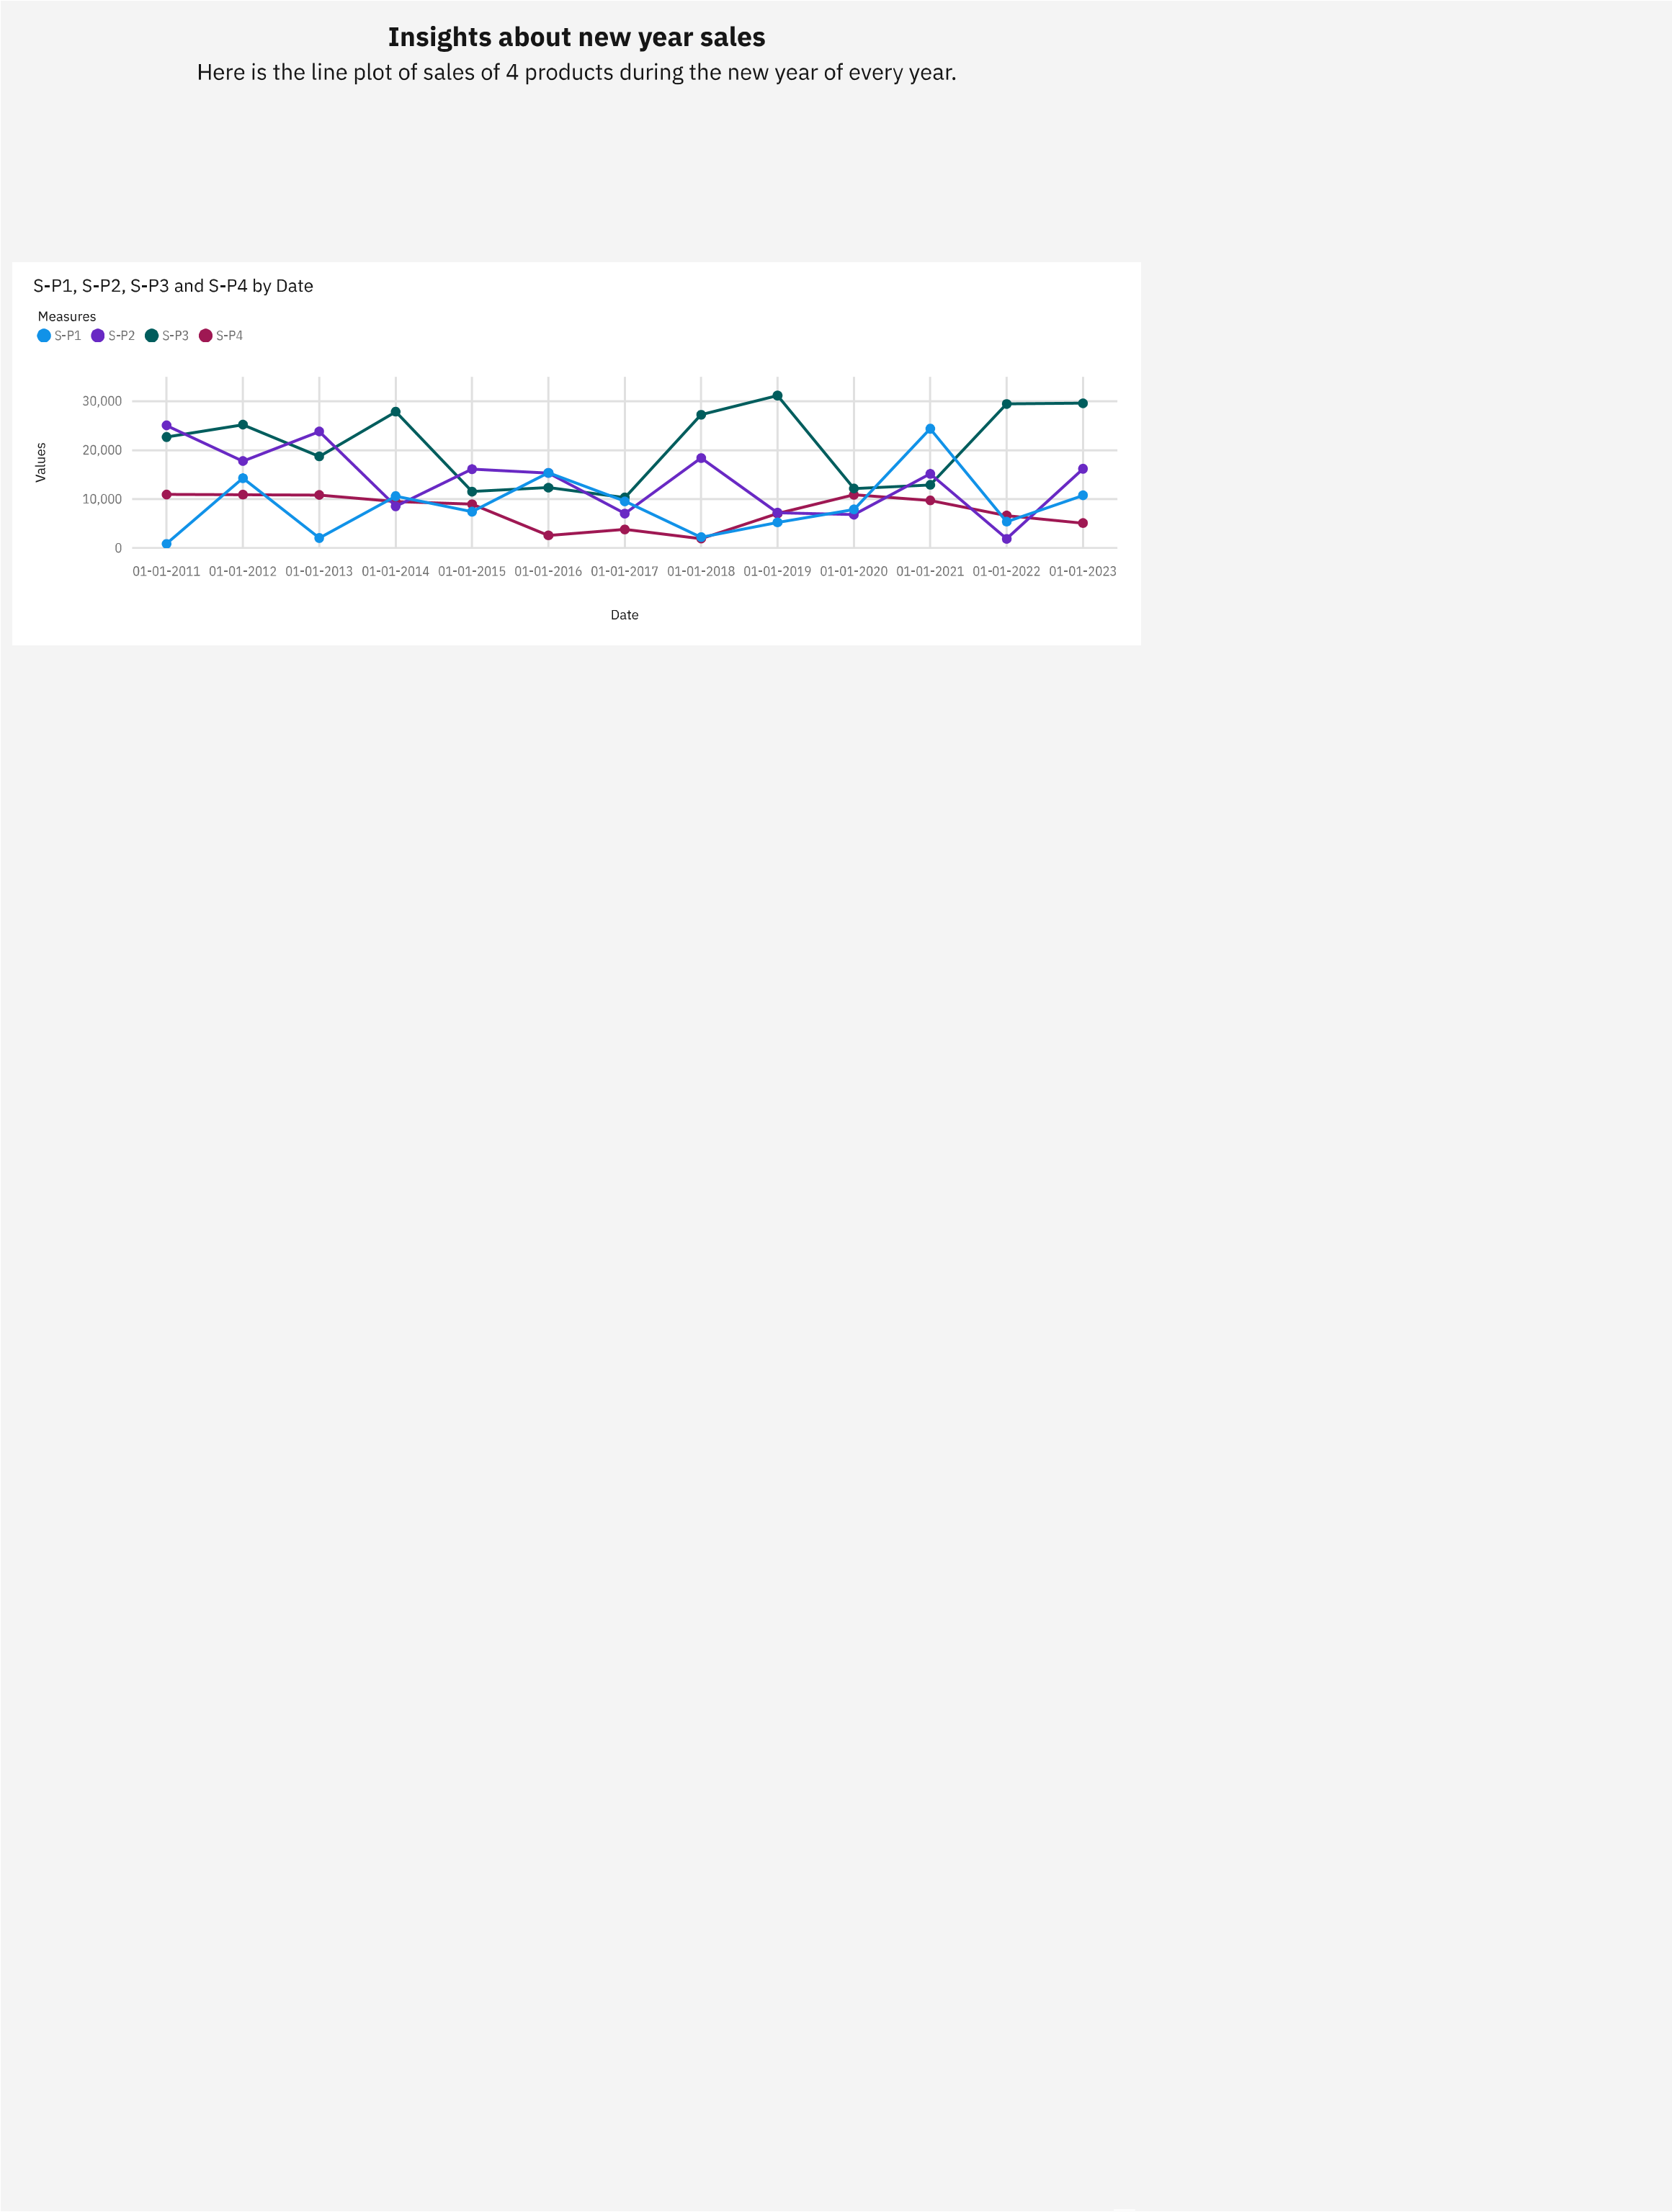 Insights about new year sales
Here is the line plot of sales of 4 products during the new year of every year.
S-P1, S-P2, S-P3 and S-P4 by Date
Measures
S-P1 S-P2 S-P3 S-P4
Values
30,000
20,000
10,000
0
01-01-2011 01-01-2012 01-01-2013 01-01-2014 01-01-2015 01-01-2016 01-01-2017 01-01-2018 01-01-2019 01-01-2020 01-01-2021 01-01-2022 01-01-2023
Date